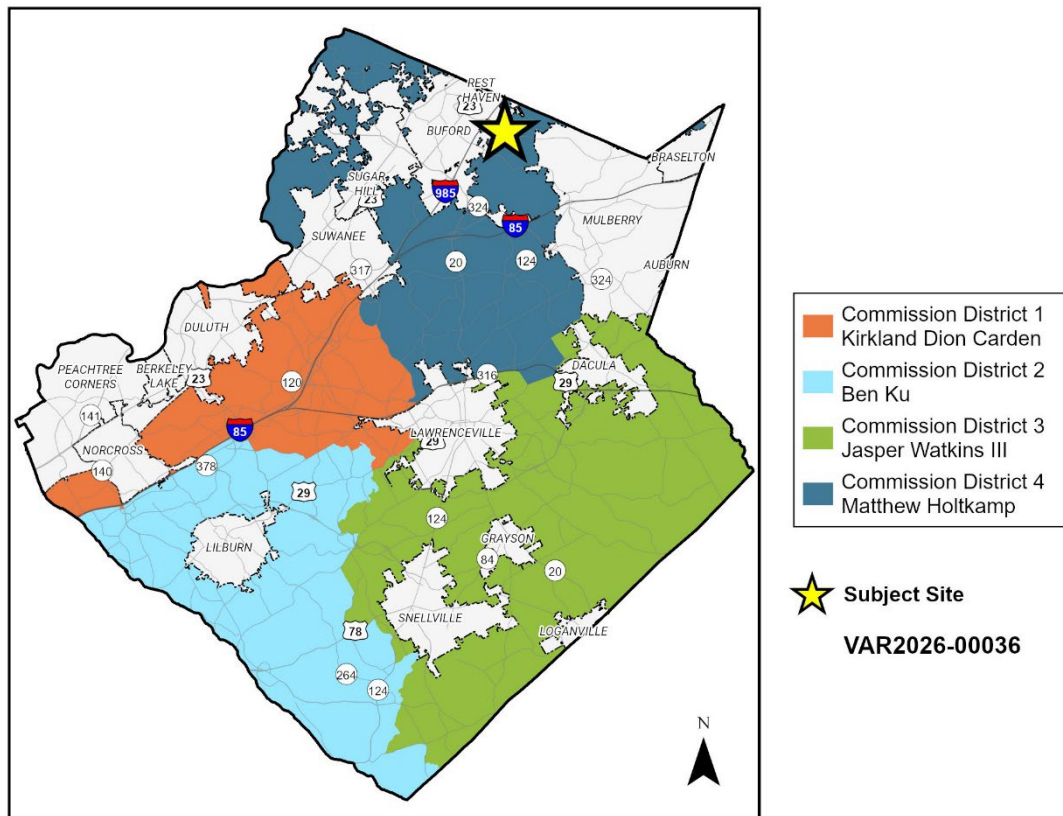 REST
HAVEN
23
BUFORD
BRASELTON
SUGAR
HILL
23
985
324
85
MULBERRY
SUWANEE
317
20
124
324
AUBURN
DULUTH
PEACHTREE
CORNERS
BERKELEY
LAKE
23
120
316
29
DACULA
141
85
LAWRENCEVILLE
29
NORCROSS
140
378
29
124
LILBURN
GRAYSON
84
20
SNELLVILLE
78
LOGANVILLE
264
124
N
Commission District 1
Kirkland Dion Carden
Commission District 2
Ben Ku
Commission District 3
Jasper Watkins III
Commission District 4
Matthew Holtkamp
Subject Site
VAR2026-00036